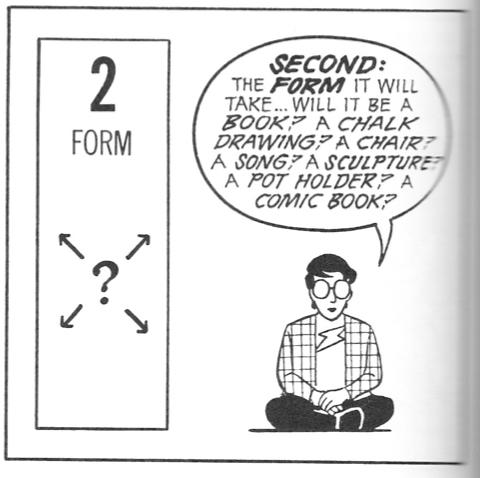 2
FORM
?
SECOND:
THE FORM IT WILL
TAKE... WILL IT BE A
BOOK? A CHALK
DRAWING? A CHAIR?
A SONG? A SCULPTURE?
A POT HOLDER? A
COMIC BOOK?